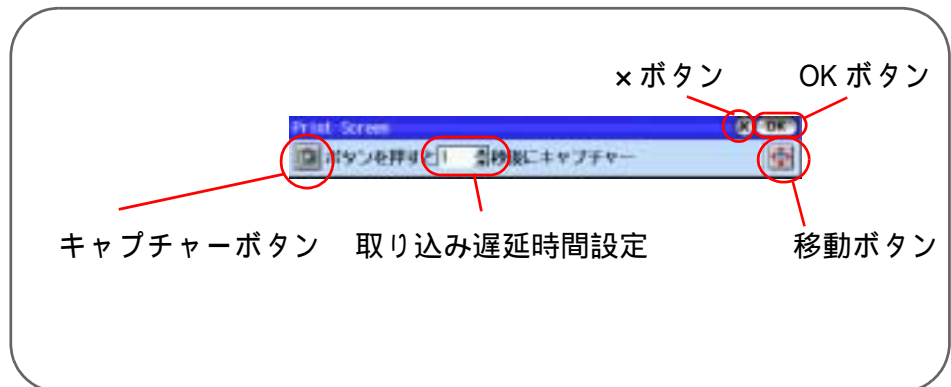 ×ボタン OKボタン
Print Screen × OK
ボタンを押すと 1 秒後にキャプチャー
キャプチャーボタン 取り込み遅延時間設定 移動ボタン